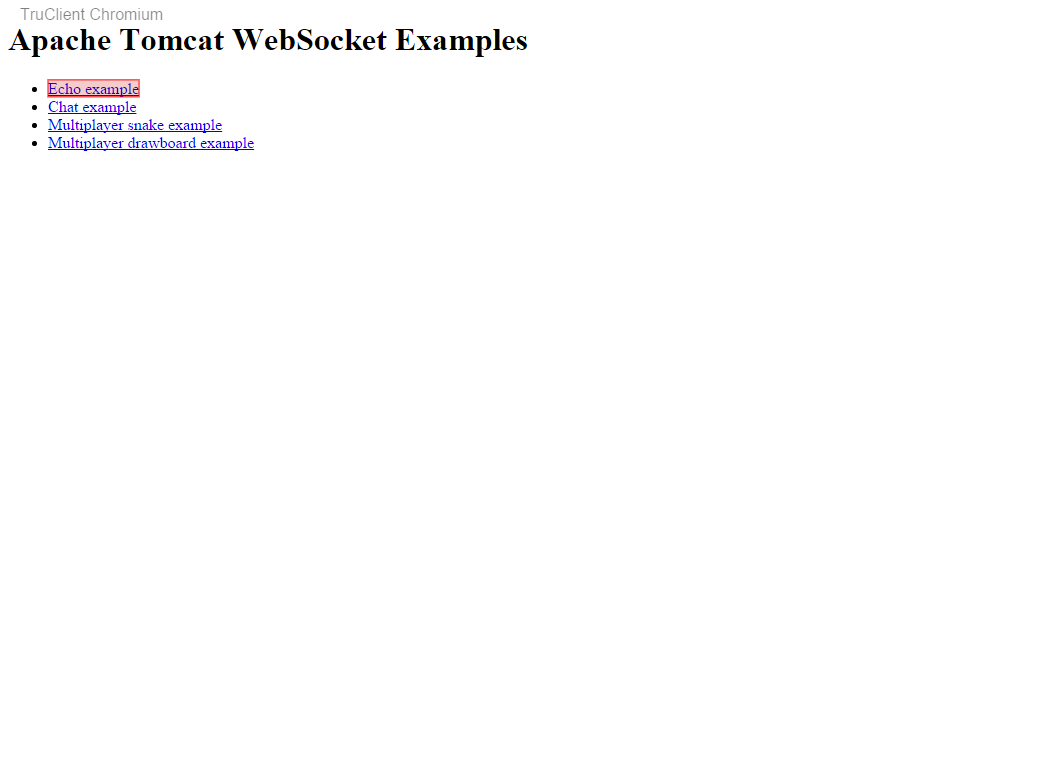 TruClient Chromium
Apache Tomcat WebSocket Examples
Echo example
Chat example
Multiplayer snake example
Multiplayer drawboard example